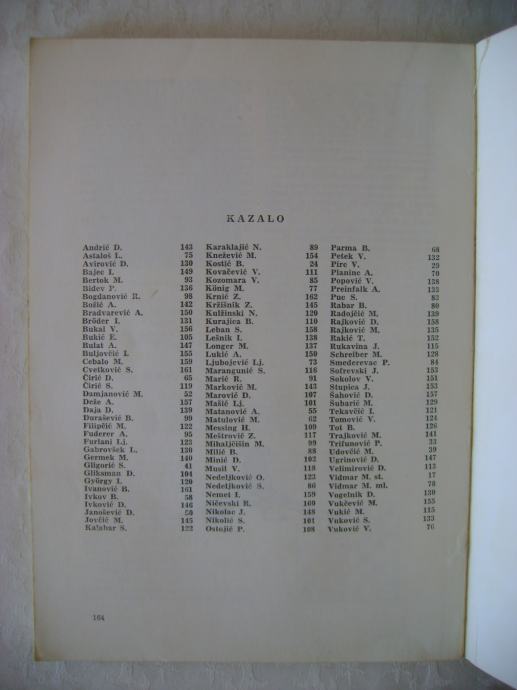 KAZALO
Andrić D. 143
Astaloš L. 75
Avirović D. 130
Bajec I. 149
Bertok M. 93
Bidev P. 136
Bogdanović R. 98
Božić A. 142
Bradvarević A. 150
Bröder I. 131
Bukal V. 156
Bukić E. 105
Bulat A. 147
Buljovčić I. 155
Cebalo M. 159
Cvetković S. 161
Ćirić D. 65
Ćirić S. 119
Damjanović M. 52
Deže A. 157
Daja D. 139
Durašević B. 99
Filipčić M. 122
Fuderer A. 95
Furlani Lj. 123
Gabrovšek L. 130
Germek M. 140
Gligorić S. 41
Gliksman D. 104
György I. 120
Ivanović B. 161
Ivkov B. 58
Ivković D. 146
Janošević D. 50
Jovčić M. 145
Kalabar S. 122
Karaklajić N. 89
Knežević M. 154
Kostić B. 24
Kovačević V. 111
Kozomara V. 85
König M. 77
Krnić Z. 162
Kržišnik Z. 145
Kulžinski N. 120
Kurajica B. 110
Leban S. 158
Lešnik I. 138
Longer M. 137
Lukić A. 150
Ljubojević Lj. 73
Marangunić S. 116
Marić R. 91
Marković M. 143
Marović D. 107
Mašić Lj. 101
Matanović A. 55
Matulović M. 62
Messing H. 109
Meštrović Z. 117
Mihaljčišin M. 99
Milić B. 88
Minić D. 102
Musil V. 118
Nedeljković O. 123
Nedeljković S. 86
Nemet I. 159
Ničevski R. 160
Nikolac J. 148
Nikolić S. 101
Ostojić P. 108
Parma B. 68
Pešek V. 132
Pirc V. 29
Planinc A. 70
Popović V. 138
Preinfalk A. 133
Puc S. 83
Rabar B. 80
Radojčić M. 139
Rajković D. 158
Rajković M. 135
Rakić T. 152
Rukavina J. 115
Schreiber M. 128
Smederevac P. 84
Sofrevski J. 153
Sokolov V. 151
Stupica J. 153
Šahović D. 157
Šubarić M. 129
Tekavčić I. 121
Tomović V. 124
Tot B. 126
Trajković M. 141
Trifunović P. 33
Udovčić M. 39
Ugrinović D. 147
Velimirović D. 113
Vidmar M. st. 17
Vidmar M. ml. 78
Vogelnik D. 130
Vukčević M. 155
Vukić M. 115
Vuković S. 133
Vuković V. 76
164